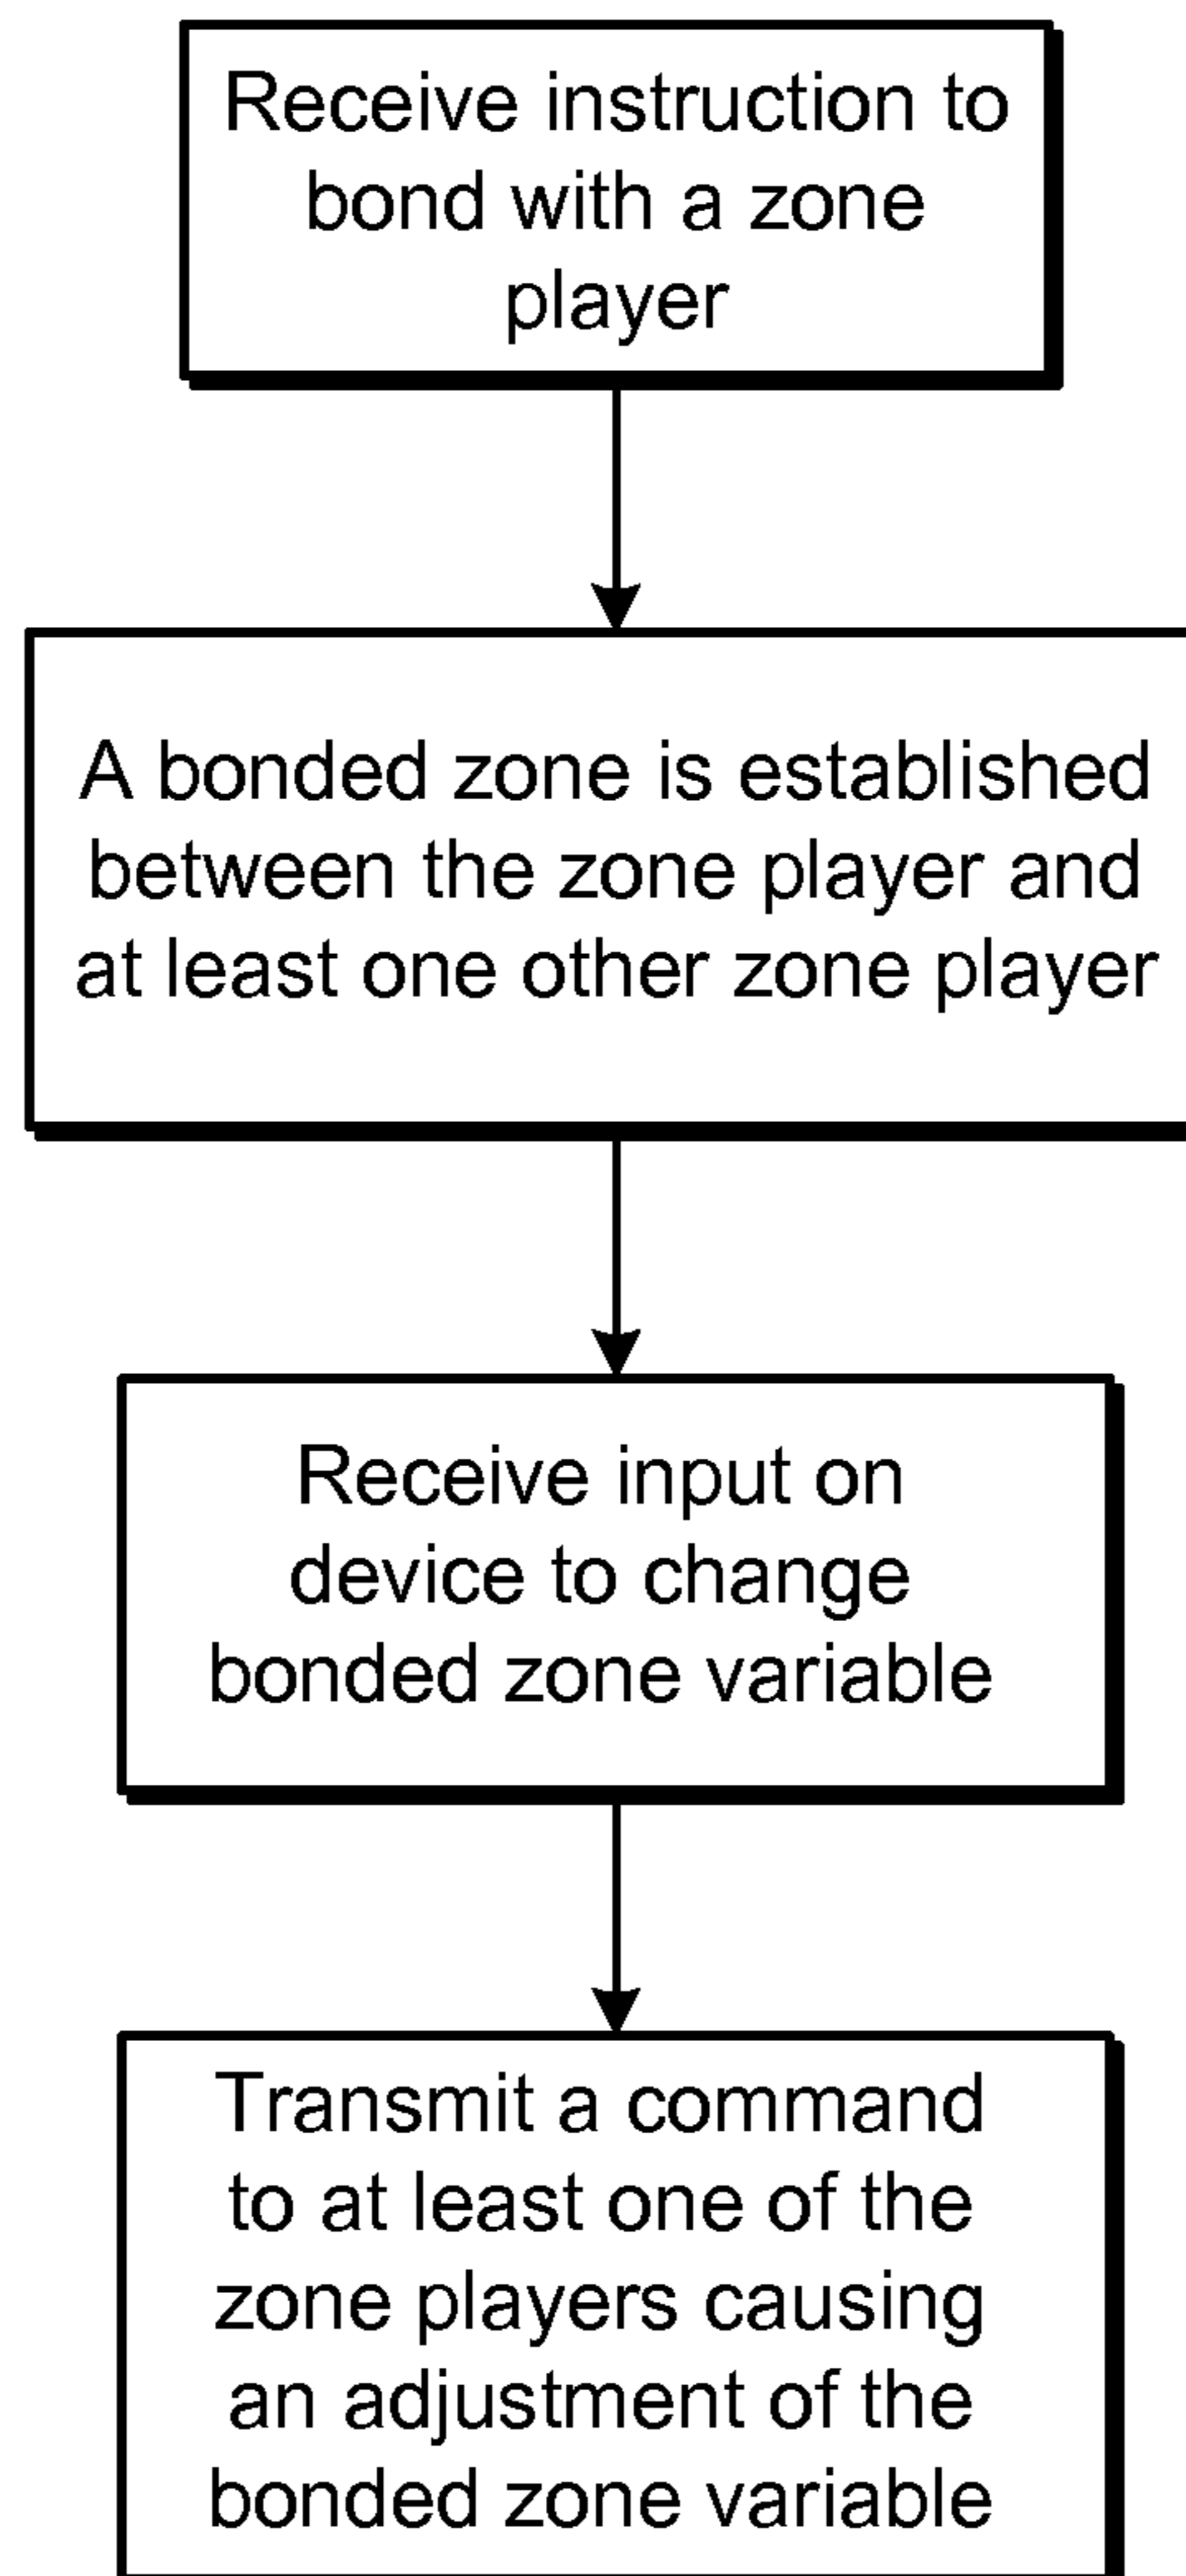 Receive instruction to
bond with a zone
player
A bonded zone is established
between the zone player and
at least one other zone player
Receive input on
device to change
bonded zone variable
Transmit a command
to at least one of the
zone players causing
an adjustment of the
bonded zone variable